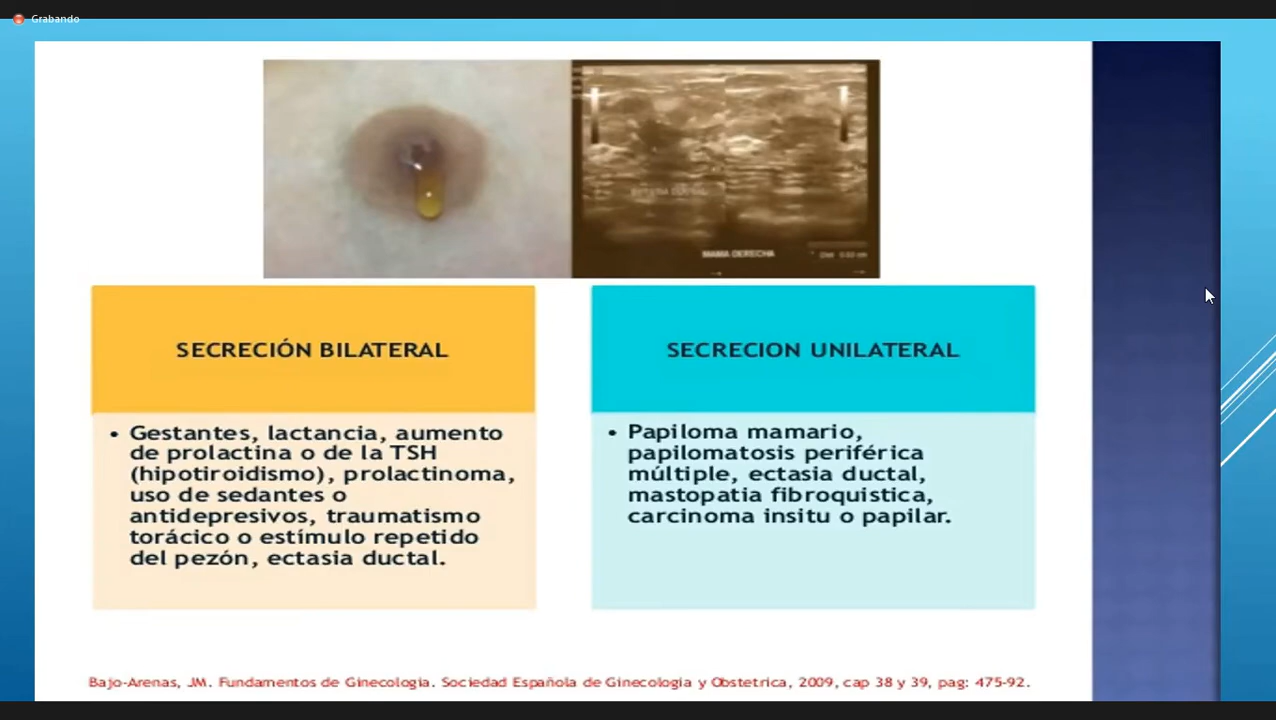 Grabando
MAMA DERECHA
SECRECIÓN BILATERAL
• Gestantes, lactancia, aumento
de prolactina o de la TSH
(hipotiroidismo), prolactinoma,
uso de sedantes o
antidepresivos, traumatismo
torácico o estímulo repetido
del pezón, ectasia ductal.
SECRECION UNILATERAL
• Papiloma mamario,
papilomatosis periférica
múltiple, ectasia ductal,
mastopatia fibroquistica,
carcinoma insitu o papilar.
Bajo-Arenas, JM. Fundamentos de Ginecologia. Sociedad Española de Ginecologia y Obstetrica, 2009, cap 38 y 39, pag: 475-92.